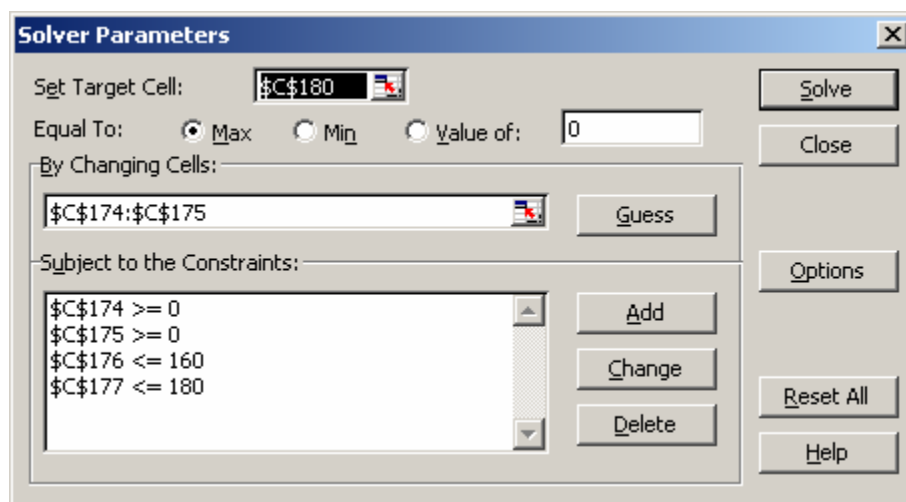 Solver Parameters
Set Target Cell: $C$180 Solve
Equal To: Max Min Value of: 0 Close
By Changing Cells:
$C$174:$C$175 Guess
Subject to the Constraints: Options
$C$174 >= 0 Add
$C$175 >= 0
$C$176 <= 160 Change
$C$177 <= 180
Reset All
Delete
Help